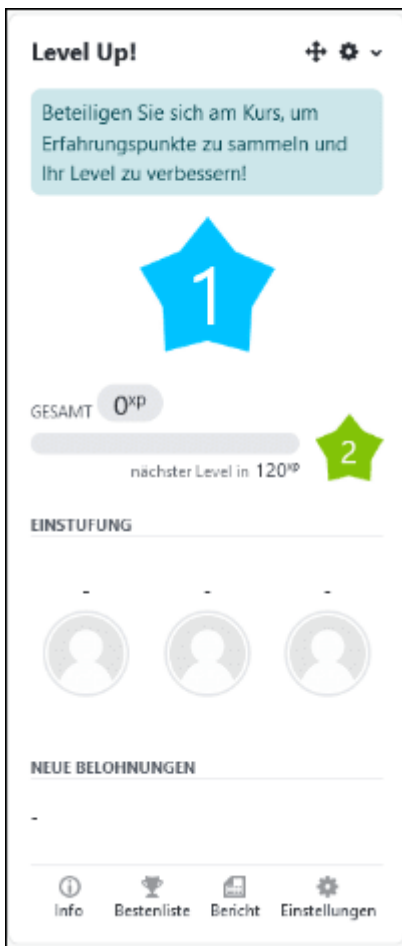 Level Up!
Beteiligen Sie sich am Kurs, um
Erfahrungspunkte zu sammeln und
Ihr Level zu verbessern!
1
GESAMT 0xp
2
nächster Level in 120xp
EINSTUFUNG
- - -
NEUE BELOHNUNGEN
-
Info Bestenliste Bericht Einstellungen